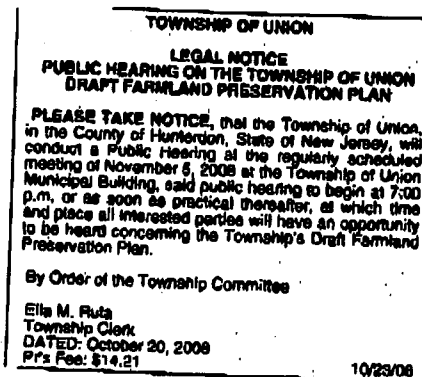 TOWNSHIP OF UNION
LEGAL NOTICE
PUBLIC HEARING ON THE TOWNSHIP OF UNION
DRAFT FARMLAND PRESERVATION PLAN
PLEASE TAKE NOTICE, that the Township of Union,
in the County of Hunterdon, State of New Jersey, will
conduct a Public Hearing at the regularly scheduled
meeting of November 5, 2008 at the Township of Union
Municipal Building, said public hearing to begin at 7:00
p.m. or as soon as practical thereafter, at which time
and place all interested parties will have an opportunity
to be heard concerning the Township's Draft Farmland
Preservation Plan.
By Order of the Township Committee
Ella M. Ruta
Township Clerk
DATED: October 20, 2008
Pr's Fee: $14.21
10/23/08